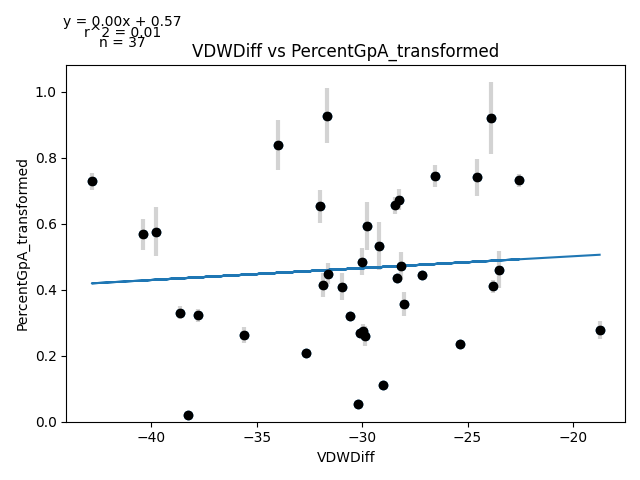 y = 0.00x + 0.57
r^2 = 0.01
n = 37
VDWDiff vs PercentGpA_transformed
1.0
0.8
0.6
0.4
0.2
0.0
PercentGpA_transformed
−40 −35 −30 −25 −20
VDWDiff